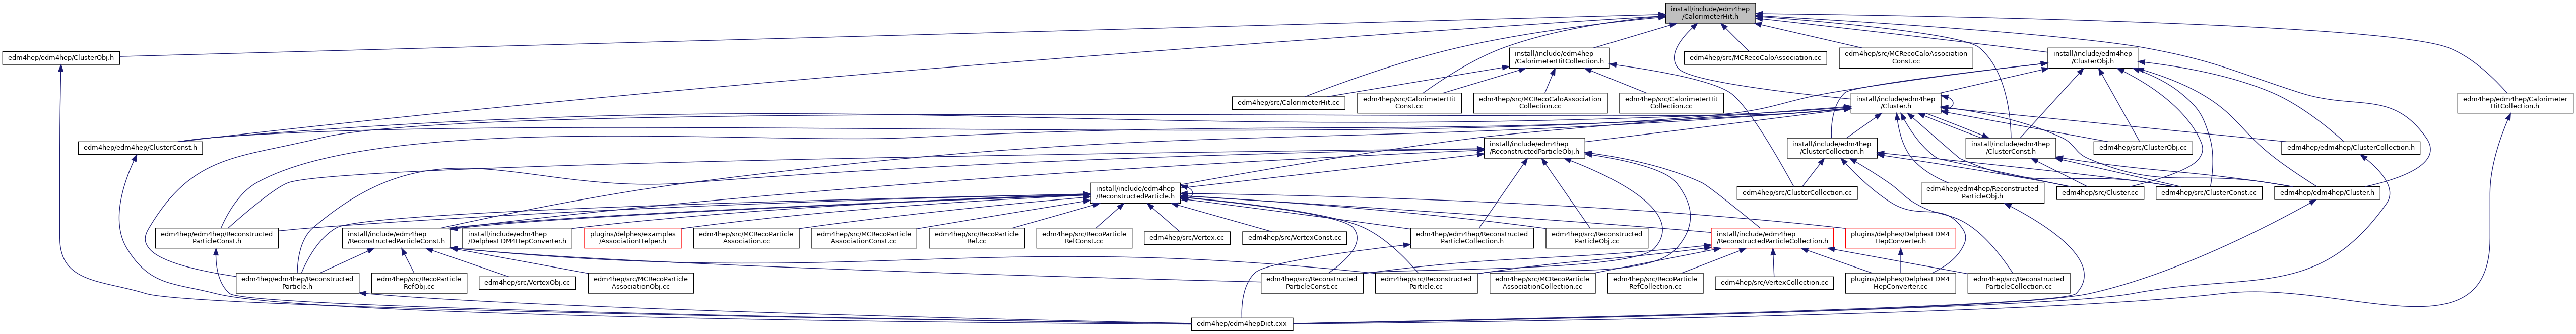 install/include/edm4hep
/CalorimeterHit.h
edm4hep/edm4hep/ClusterObj.h
install/include/edm4hep
/CalorimeterHitCollection.h
edm4hep/src/MCRecoCaloAssociation.cc
edm4hep/src/MCRecoCaloAssociation
Const.cc
install/include/edm4hep
/ClusterObj.h
edm4hep/src/CalorimeterHit.cc
edm4hep/src/CalorimeterHit
Const.cc
edm4hep/src/MCRecoCaloAssociation
Collection.cc
edm4hep/src/CalorimeterHit
Collection.cc
install/include/edm4hep
/Cluster.h
edm4hep/edm4hep/Calorimeter
HitCollection.h
edm4hep/edm4hep/ClusterConst.h
install/include/edm4hep
/ReconstructedParticleObj.h
install/include/edm4hep
/ClusterCollection.h
install/include/edm4hep
/ClusterConst.h
edm4hep/src/ClusterObj.cc
edm4hep/edm4hep/ClusterCollection.h
install/include/edm4hep
/ReconstructedParticle.h
edm4hep/src/ClusterCollection.cc
edm4hep/edm4hep/Reconstructed
ParticleObj.h
edm4hep/src/Cluster.cc
edm4hep/src/ClusterConst.cc
edm4hep/edm4hep/Cluster.h
edm4hep/edm4hep/Reconstructed
ParticleConst.h
install/include/edm4hep
/ReconstructedParticleConst.h
install/include/edm4hep
/DelphesEDM4HepConverter.h
plugins/delphes/examples
/AssociationHelper.h
edm4hep/src/MCRecoParticle
Association.cc
edm4hep/src/MCRecoParticle
AssociationConst.cc
edm4hep/src/RecoParticle
Ref.cc
edm4hep/src/RecoParticle
RefConst.cc
edm4hep/src/Vertex.cc
edm4hep/src/VertexConst.cc
edm4hep/edm4hep/Reconstructed
ParticleCollection.h
edm4hep/src/Reconstructed
ParticleObj.cc
install/include/edm4hep
/ReconstructedParticleCollection.h
plugins/delphes/DelphesEDM4
HepConverter.h
edm4hep/edm4hep/Reconstructed
Particle.h
edm4hep/src/RecoParticle
RefObj.cc
edm4hep/src/VertexObj.cc
edm4hep/src/MCRecoParticle
AssociationObj.cc
edm4hep/src/Reconstructed
ParticleConst.cc
edm4hep/src/Reconstructed
Particle.cc
edm4hep/src/MCRecoParticle
AssociationCollection.cc
edm4hep/src/RecoParticle
RefCollection.cc
edm4hep/src/VertexCollection.cc
plugins/delphes/DelphesEDM4
HepConverter.cc
edm4hep/src/Reconstructed
ParticleCollection.cc
edm4hep/edm4hepDict.cxx